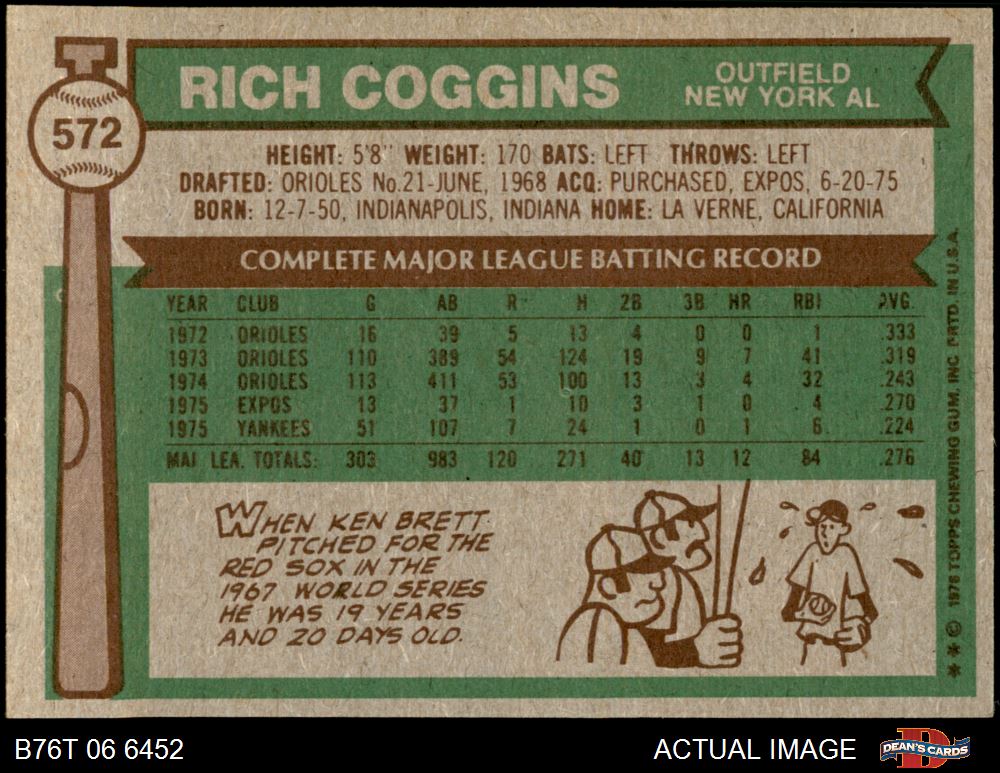 RICH COGGINS
OUTFIELD
NEW YORK AL
572
HEIGHT: 5'8" WEIGHT: 170 BATS: LEFT THROWS: LEFT
DRAFTED: ORIOLES No.21-JUNE, 1968 ACQ: PURCHASED, EXPOS, 6-20-75
BORN: 12-7-50, INDIANAPOLIS, INDIANA HOME: LA VERNE, CALIFORNIA
COMPLETE MAJOR LEAGUE BATTING RECORD
YEAR CLUB G AB R H 2B 3B HR RBI AVG.
1972 ORIOLES 16 39 5 13 4 0 0 1 .333
1973 ORIOLES 110 389 54 124 19 9 7 41 .319
1974 ORIOLES 113 411 53 100 13 3 4 32 .243
1975 EXPOS 13 37 1 10 3 1 0 4 .270
1975 YANKEES 51 107 7 24 1 0 1 6 .224
MAJ. LEA. TOTALS: 303 983 120 271 40 13 12 84 .276
WHEN KEN BRETT
PITCHED FOR THE
RED SOX IN THE
1967 WORLD SERIES
HE WAS 19 YEARS
AND 20 DAYS OLD.
* * © 1976 TOPPS CHEWING GUM, INC. PRTD. IN U.S.A.
B76T 06 6452
ACTUAL IMAGE
DEAN'S CARDS